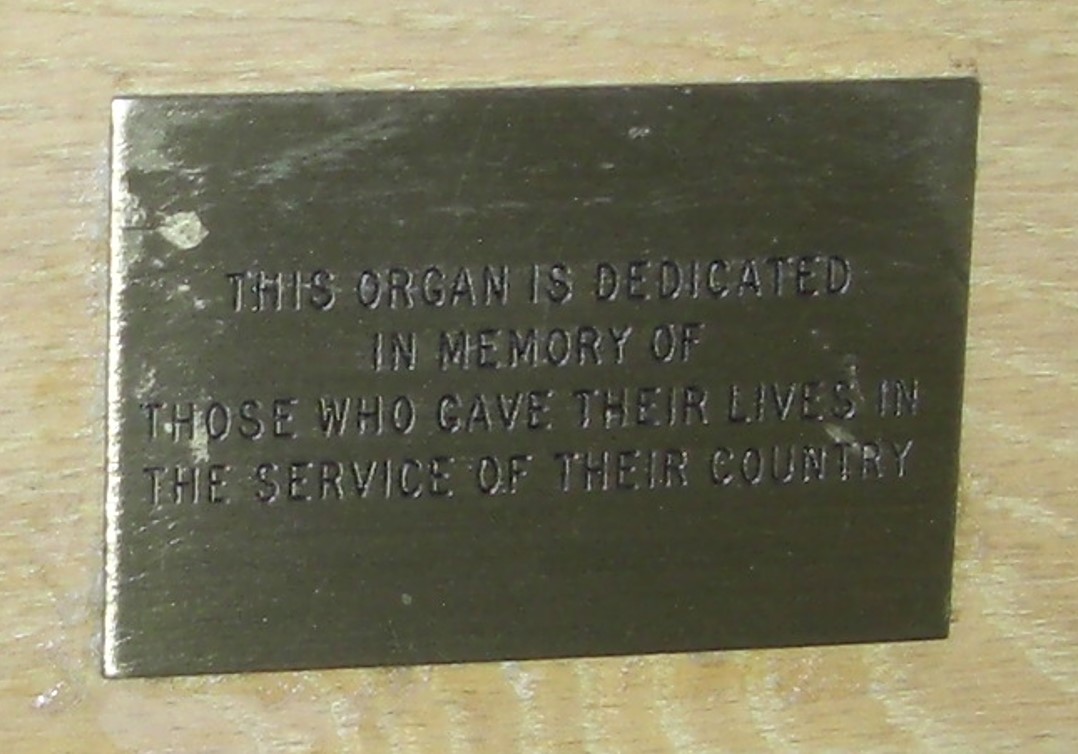 THIS ORGAN IS DEDICATED
IN MEMORY OF
THOSE WHO GAVE THEIR LIVES IN
THE SERVICE OF THEIR COUNTRY